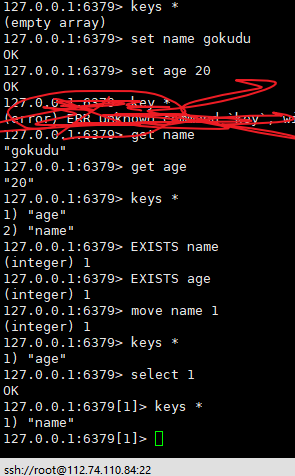 127.0.0.1:6379> keys *
(empty array)
127.0.0.1:6379> set name gokudu
OK
127.0.0.1:6379> set age 20
OK
127.0.0.1:6379> key *
(error) ERR unknown command `key`, wi
127.0.0.1:6379> get name
"gokudu"
127.0.0.1:6379> get age
"20"
127.0.0.1:6379> keys *
1) "age"
2) "name"
127.0.0.1:6379> EXISTS name
(integer) 1
127.0.0.1:6379> EXISTS age
(integer) 1
127.0.0.1:6379> move name 1
(integer) 1
127.0.0.1:6379> keys *
1) "age"
127.0.0.1:6379> select 1
OK
127.0.0.1:6379[1]> keys *
1) "name"
127.0.0.1:6379[1]>
ssh://root@112.74.110.84:22